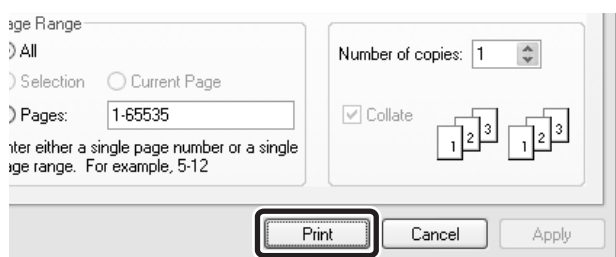 age Range
All
Number of copies: 1
Selection Current Page
Pages: 1-65535
Collate
1 2 3 1 2 3
nter either a single page number or a single
age range. For example, 5-12
Print Cancel Apply